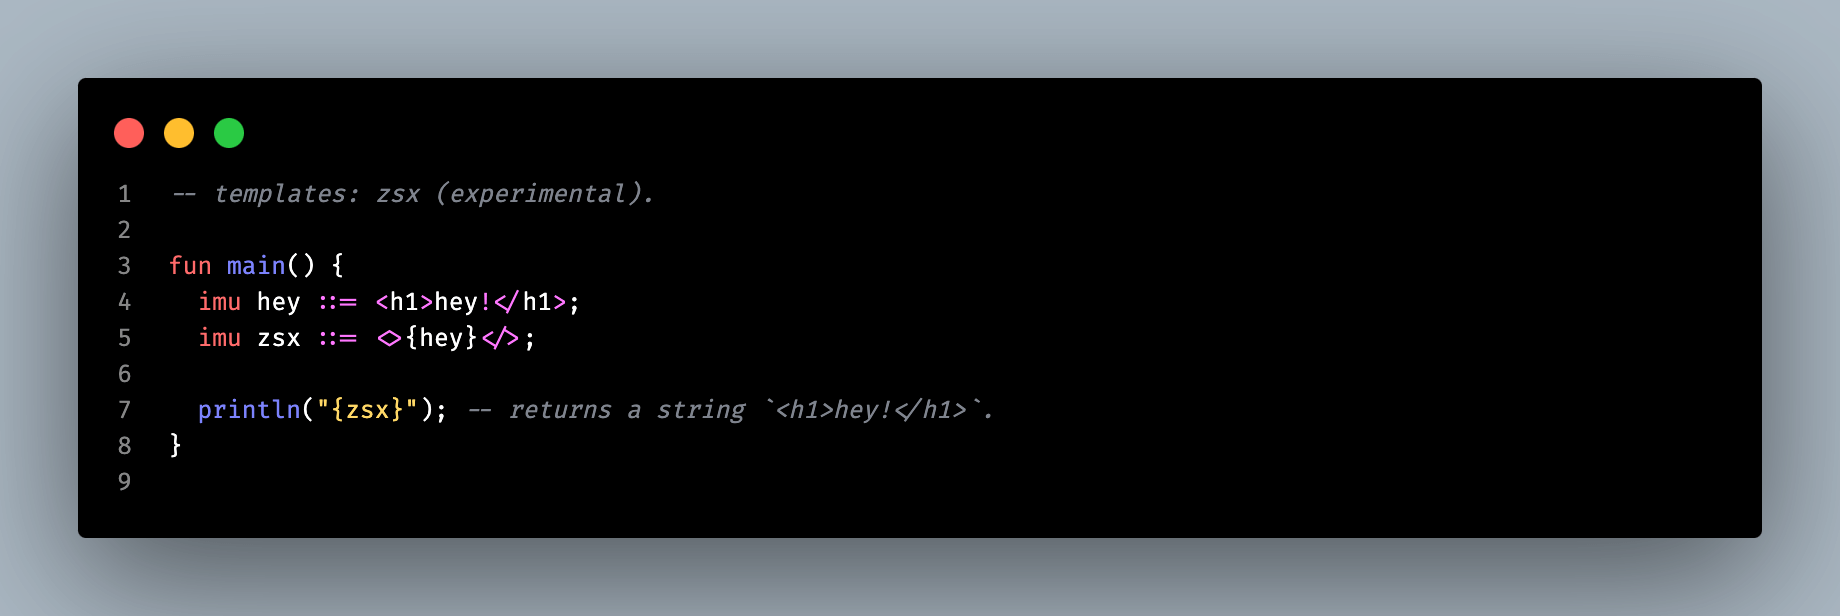 1 -- templates: zsx (experimental).
2
3 fun main() {
4   imu hey ::= <h1>hey!</h1>;
5   imu zsx ::= <>{hey}</>;
6
7   println("{zsx}"); -- returns a string `<h1>hey!</h1>`.
8 }
9